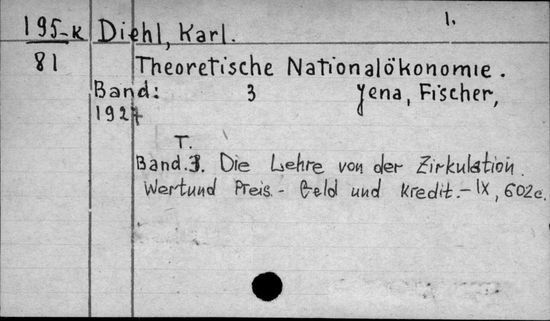 195-K Diehl, Karl. 1.
81 Theoretische Nationalökonomie.
Band: 3 Jena, Fischer,
1927
T.
Band.3. Die Lehre von der Zirkulation.
Wert und Preis.- Geld und Kredit.- IX, 602c.